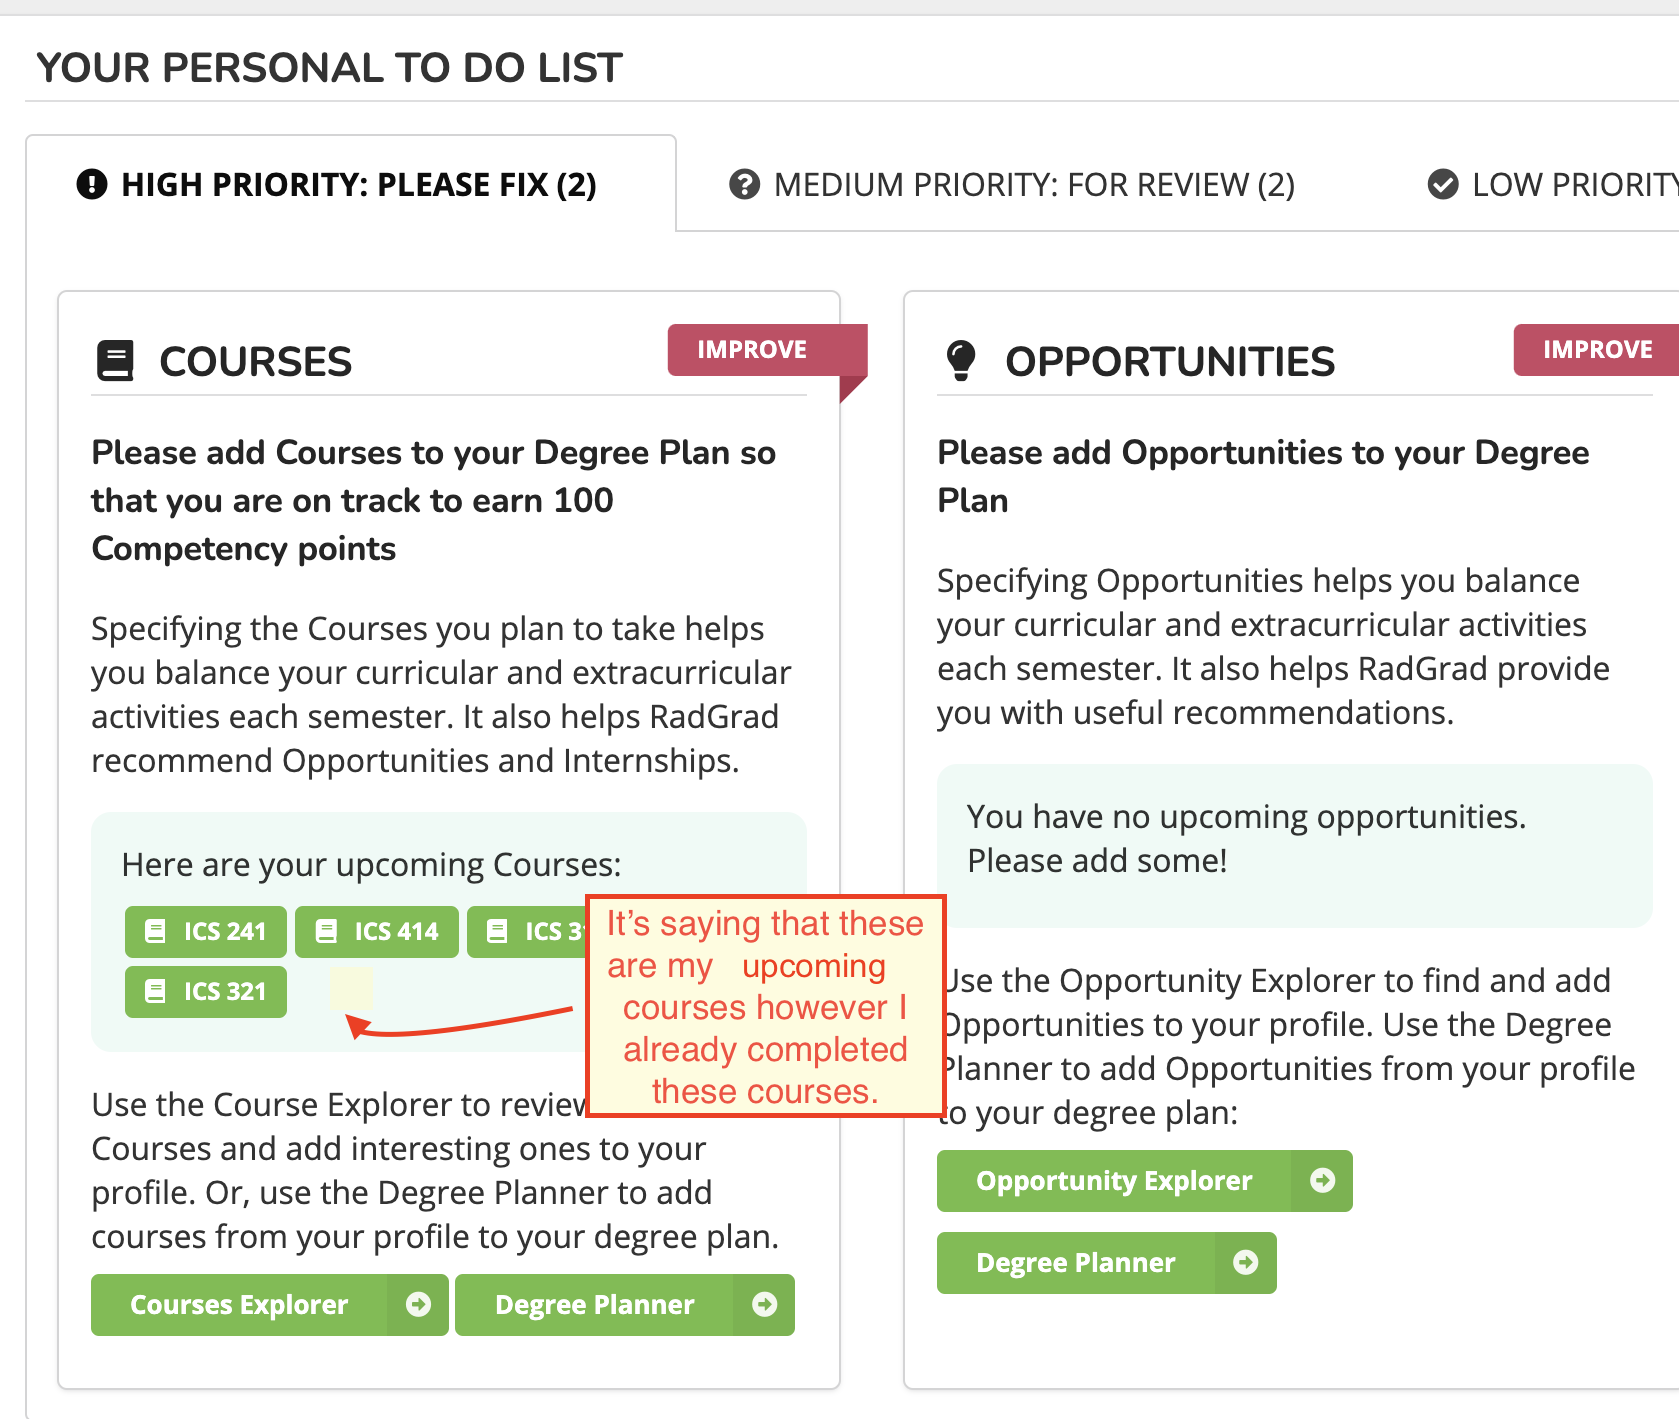 YOUR PERSONAL TO DO LIST
HIGH PRIORITY: PLEASE FIX (2)
MEDIUM PRIORITY: FOR REVIEW (2)
LOW PRIORITY
COURSES
IMPROVE
Please add Courses to your Degree Plan so
that you are on track to earn 100
Competency points
Specifying the Courses you plan to take helps
you balance your curricular and extracurricular
activities each semester. It also helps RadGrad
recommend Opportunities and Internships.
Here are your upcoming Courses:
ICS 241
ICS 414
ICS 31
ICS 321
It's saying that these
are my upcoming
courses however I
already completed
these courses.
Use the Course Explorer to review
Courses and add interesting ones to your
profile. Or, use the Degree Planner to add
courses from your profile to your degree plan.
Courses Explorer
Degree Planner
OPPORTUNITIES
IMPROVE
Please add Opportunities to your Degree
Plan
Specifying Opportunities helps you balance
your curricular and extracurricular activities
each semester. It also helps RadGrad provide
you with useful recommendations.
You have no upcoming opportunities.
Please add some!
Use the Opportunity Explorer to find and add
Opportunities to your profile. Use the Degree
Planner to add Opportunities from your profile
to your degree plan:
Opportunity Explorer
Degree Planner